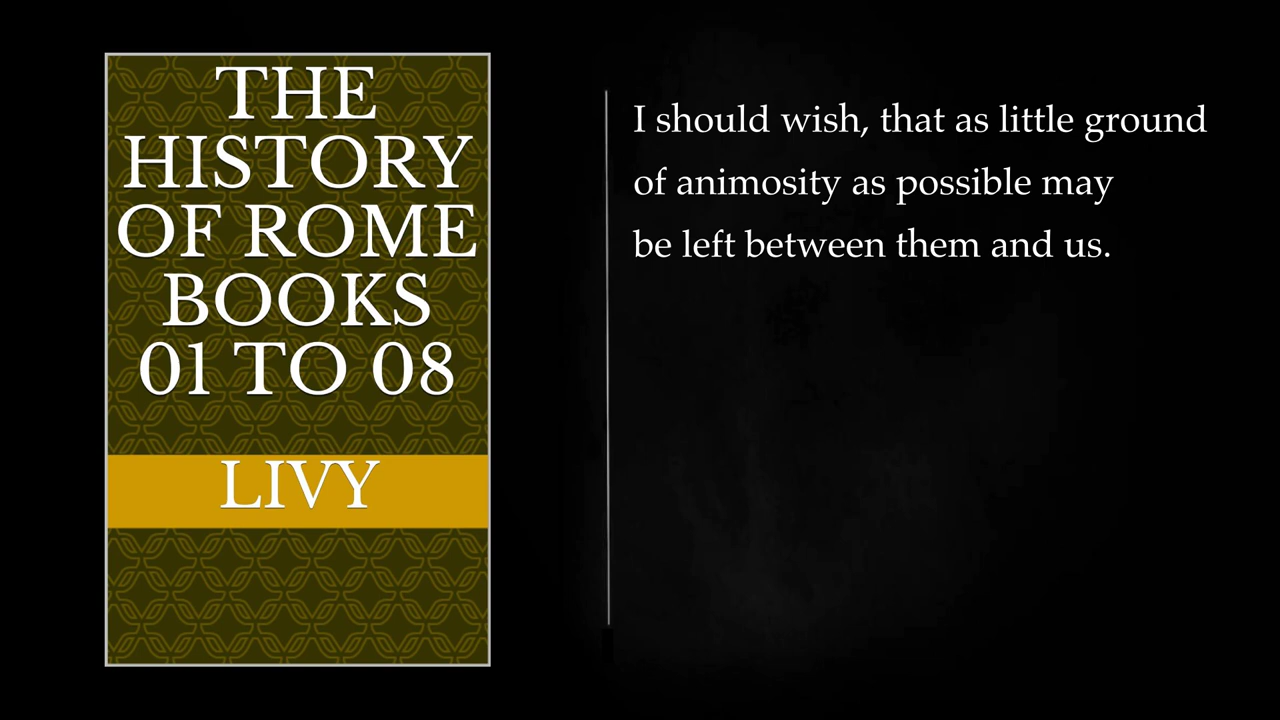 THE
HISTORY
OF ROME
BOOKS
01 TO 08
LIVY
I should wish, that as little ground
of animosity as possible may
be left between them and us.